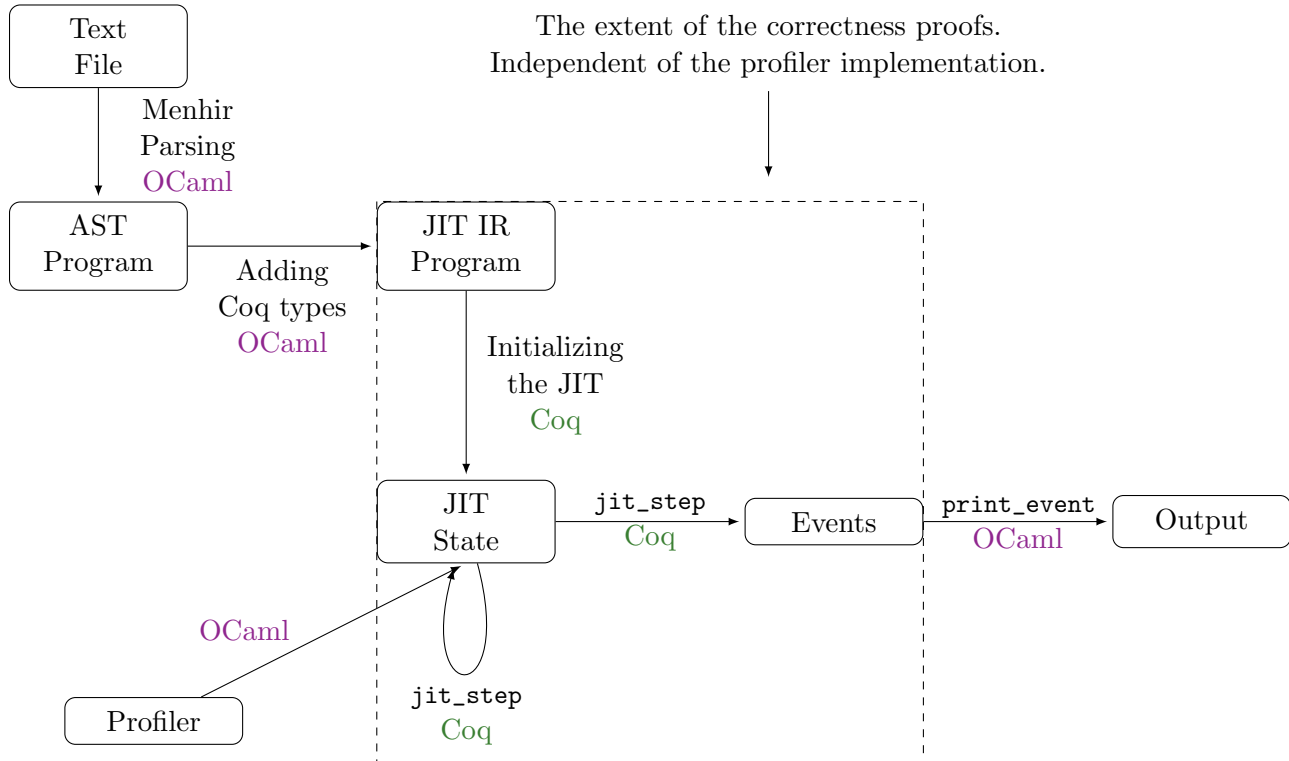 Text
File
The extent of the correctness proofs.
Independent of the profiler implementation.
Menhir
Parsing
OCaml
AST
Program
JIT IR
Program
Adding
Coq types
OCaml
Initializing
the JIT
Coq
JIT
State
jit_step
Coq
Events
print_event
OCaml
Output
OCaml
jit_step
Coq
Profiler